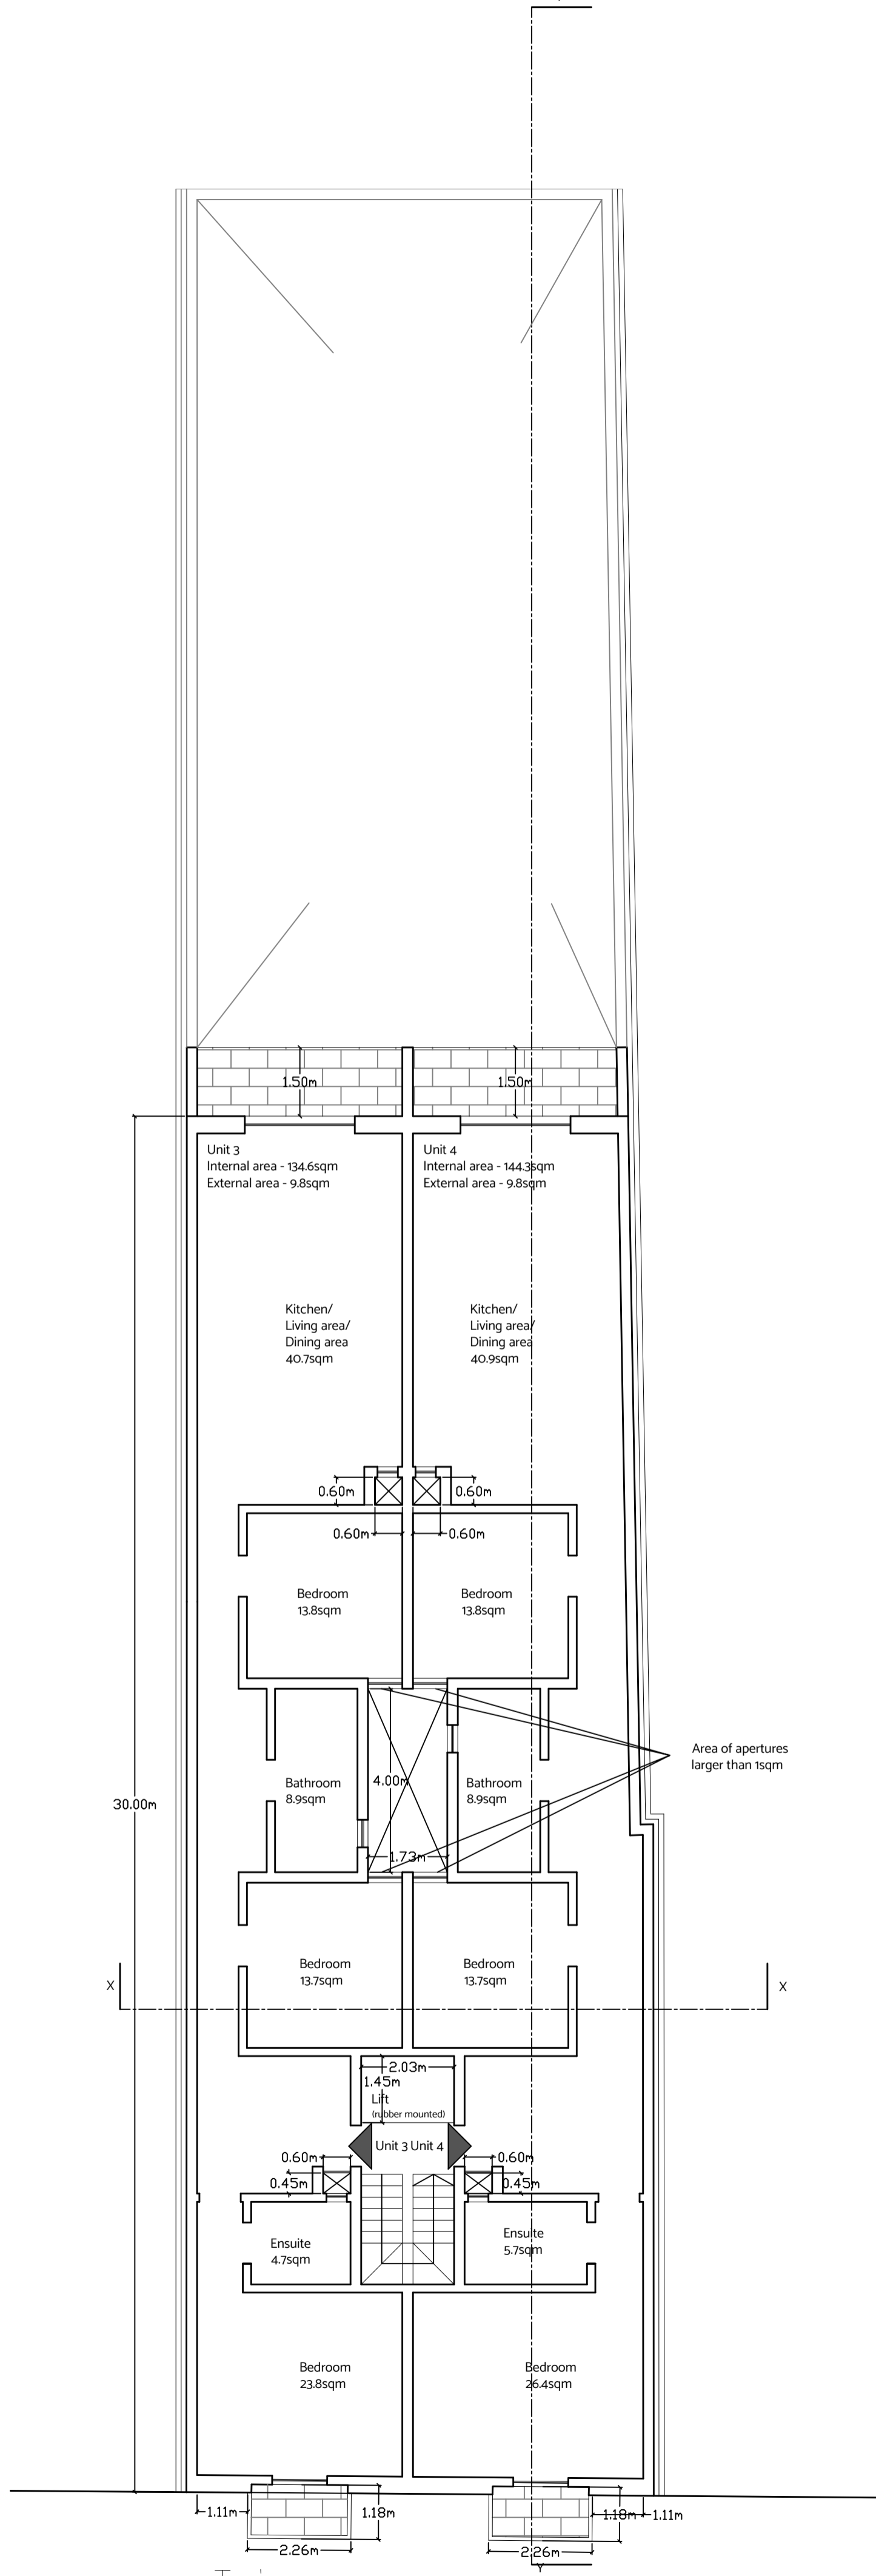 1.50m
1.50m
Unit 3
Internal area - 134.6sqm
External area - 9.8sqm
Unit 4
Internal area - 144.3sqm
External area - 9.8sqm
Kitchen/
Living area/
Dining area
40.7sqm
Kitchen/
Living area/
Dining area
40.9sqm
0.60m
0.60m
0.60m
0.60m
Bedroom
13.8sqm
Bedroom
13.8sqm
Area of apertures
larger than 1sqm
4.00m
Bathroom
8.9sqm
Bathroom
8.9sqm
30.00m
1.73m
Bedroom
13.7sqm
Bedroom
13.7sqm
X
X
2.03m
1.45m
Lift
(rubber mounted)
Unit 3 Unit 4
0.60m
0.60m
0.45m
0.45m
Ensuite
4.7sqm
Ensuite
5.7sqm
Bedroom
23.8sqm
Bedroom
26.4sqm
1.11m
1.18m
1.18m
1.11m
2.26m
2.26m
Y